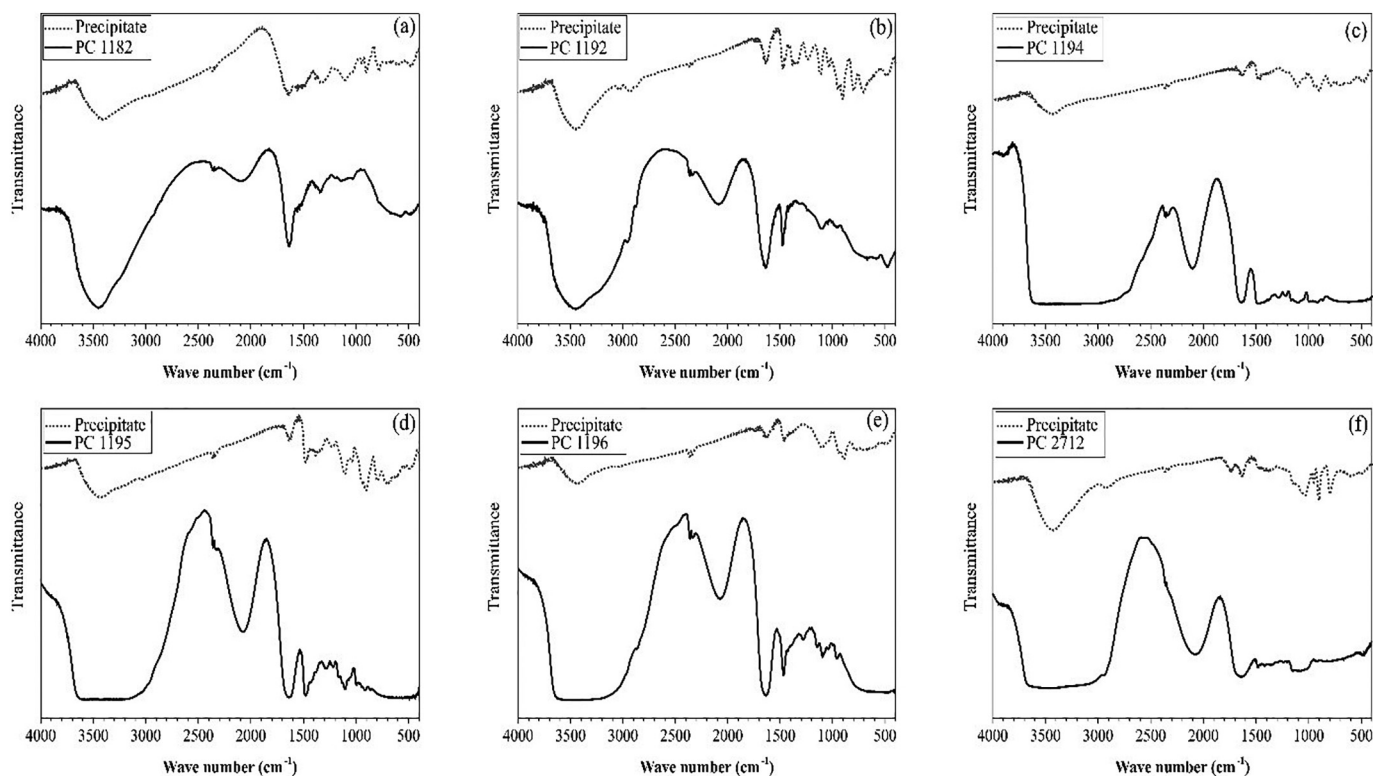 Precipitate
PC 1182
(a)
Transmittance
4000 3500 3000 2500 2000 1500 1000 500
Wave number (cm⁻¹)
Precipitate
PC 1192
(b)
Transmittance
4000 3500 3000 2500 2000 1500 1000 500
Wave number (cm⁻¹)
Precipitate
PC 1194
(c)
Transmittance
4000 3500 3000 2500 2000 1500 1000 500
Wave number (cm⁻¹)
Precipitate
PC 1195
(d)
Transmittance
4000 3500 3000 2500 2000 1500 1000 500
Wave number (cm⁻¹)
Precipitate
PC 1196
(e)
Transmittance
4000 3500 3000 2500 2000 1500 1000 500
Wave number (cm⁻¹)
Precipitate
PC 2712
(f)
Transmittance
4000 3500 3000 2500 2000 1500 1000 500
Wave number (cm⁻¹)